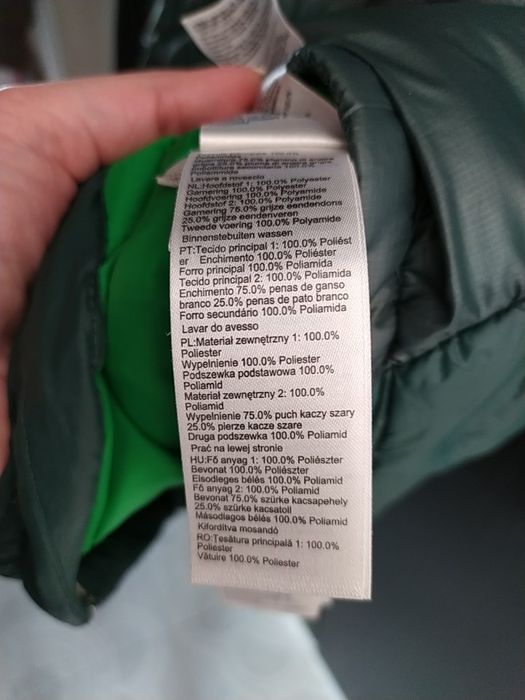 Lavare a rovescio
NL:Hoofdstof 1: 100.0% Polyester
Garnering 100.0% Polyester
Hoofdvoering 100.0% Polyamide
Hoofdstof 2: 100.0% Polyamide
Garnering 75.0% grijze eendendons
25.0% grijze eendenveren
Tweede voering 100.0% Polyamide
Binnenstebuiten wassen
PT:Tecido principal 1: 100.0% Poliést
er Enchimento 100.0% Poliéster
Forro principal 100.0% Poliamida
Tecido principal 2: 100.0% Poliamida
Enchimento 75.0% penas de ganso
branco 25.0% penas de pato branco
Forro secundário 100.0% Poliamida
Lavar do avesso
PL:Materiał zewnętrzny 1: 100.0%
Poliester
Wypełnienie 100.0% Poliester
Podszewka podstawowa 100.0%
Poliamid
Materiał zewnętrzny 2: 100.0%
Poliamid
Wypełnienie 75.0% puch kaczy szary
25.0% pierze kacze szare
Druga podszewka 100.0% Poliamid
Prać na lewej stronie
HU:Fő anyag 1: 100.0% Poliészter
Bevonat 100.0% Poliészter
Elsodleges bélés 100.0% Poliamid
Fő anyag 2: 100.0% Poliamid
Bevonat 75.0% szürke kacsapehely
25.0% szürke kacsatoll
Másodlagos bélés 100.0% Poliamid
Kifordítva mosandó
RO:Țesătura principală 1: 100.0%
Poliester
Vătuire 100.0% Poliester